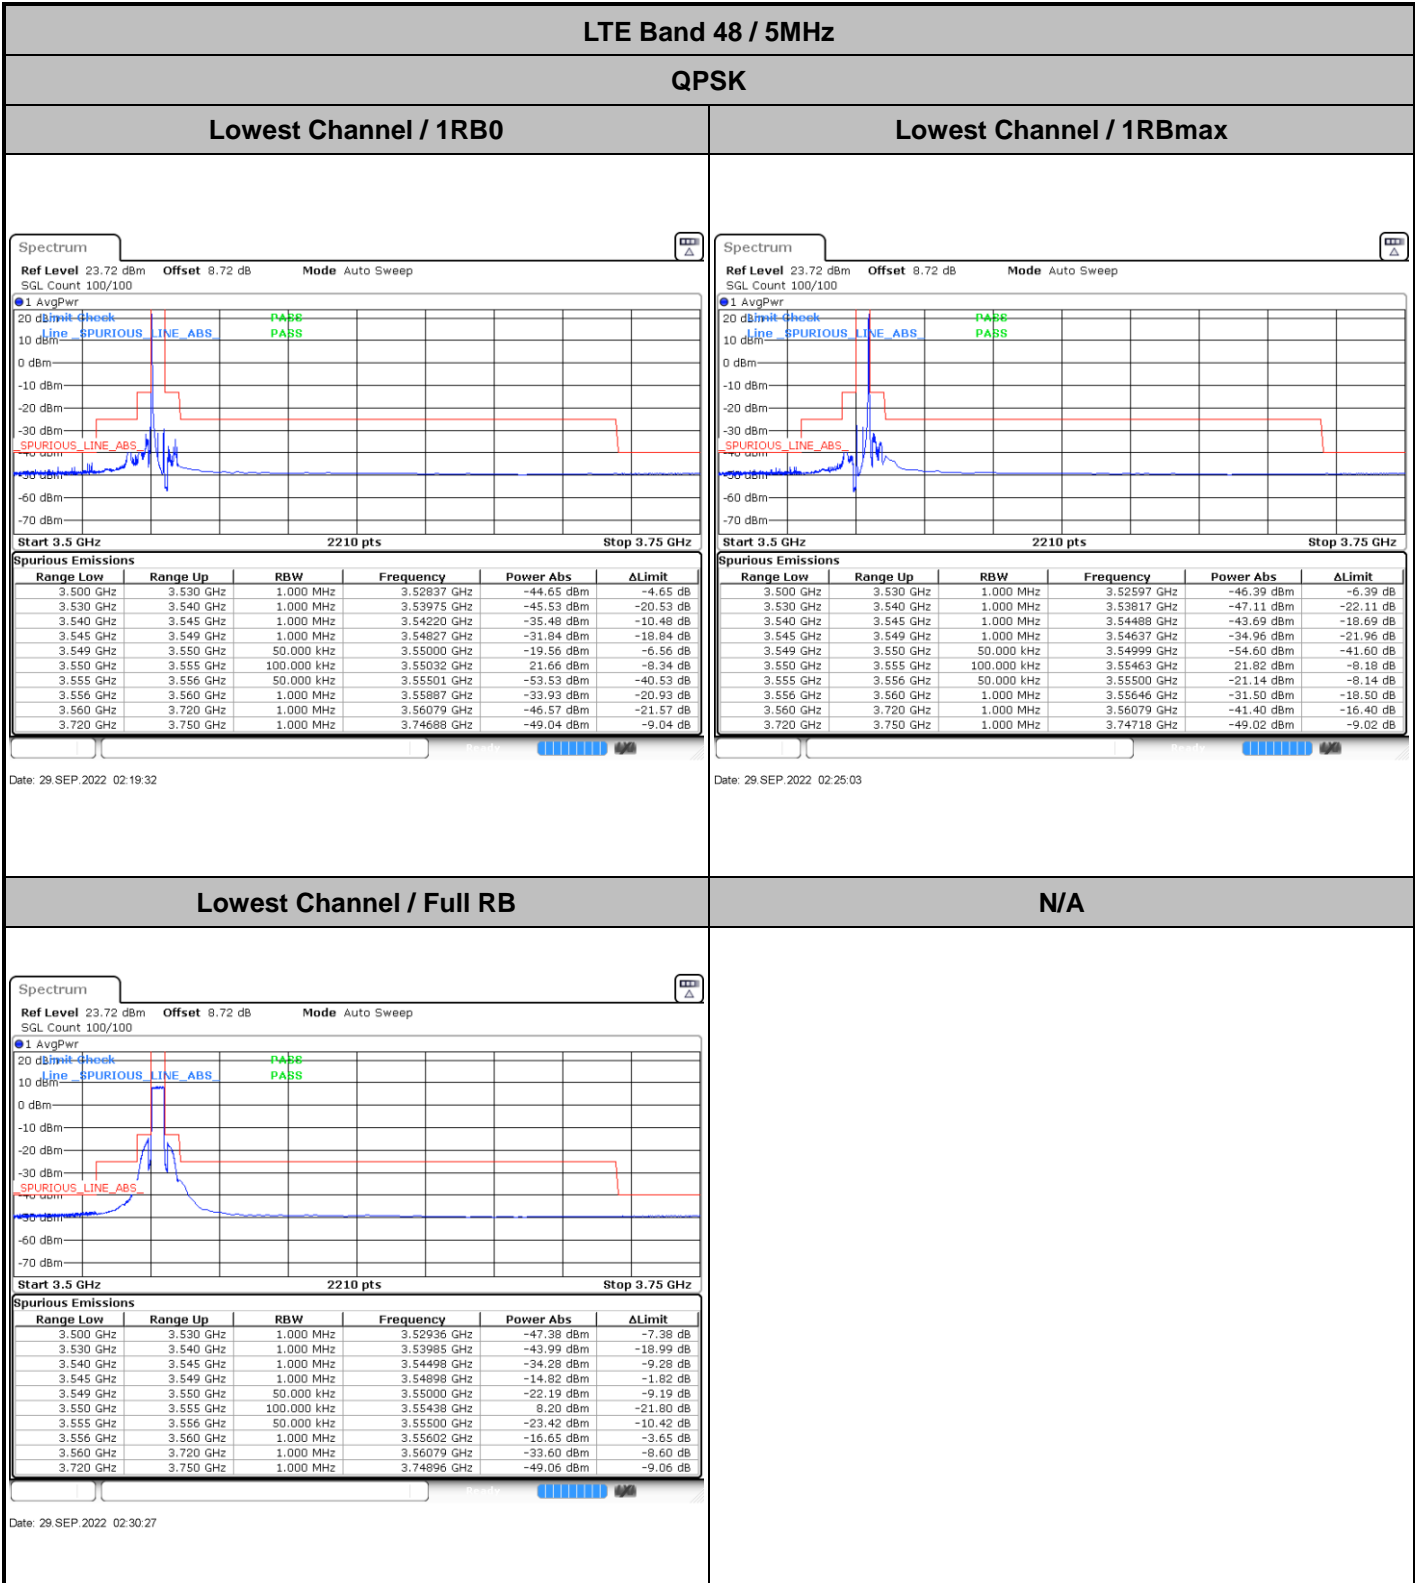 LTE Band 48 / 5MHz
QPSK
Lowest Channel / 1RB0
Lowest Channel / 1RBmax
Spectrum
Ref Level 23.72 dBm Offset 8.72 dB Mode Auto Sweep
SGL Count 100/100
1 AvgPwr
20 dBm Limit Check PASS
Line _SPURIOUS_LINE_ABS_ PASS
10 dBm
0 dBm
-10 dBm
-20 dBm
-30 dBm
_SPURIOUS_LINE_ABS_
-40 dBm
-50 dBm
-60 dBm
-70 dBm
Start 3.5 GHz 2210 pts Stop 3.75 GHz
Spurious Emissions
Range Low Range Up RBW Frequency Power Abs ΔLimit
3.500 GHz 3.530 GHz 1.000 MHz 3.52837 GHz -44.65 dBm -4.65 dB
3.530 GHz 3.540 GHz 1.000 MHz 3.53975 GHz -45.53 dBm -20.53 dB
3.540 GHz 3.545 GHz 1.000 MHz 3.54220 GHz -35.48 dBm -10.48 dB
3.545 GHz 3.549 GHz 1.000 MHz 3.54827 GHz -31.84 dBm -18.84 dB
3.549 GHz 3.550 GHz 50.000 kHz 3.55000 GHz -19.56 dBm -6.56 dB
3.550 GHz 3.555 GHz 100.000 kHz 3.55032 GHz 21.66 dBm -8.34 dB
3.555 GHz 3.556 GHz 50.000 kHz 3.55501 GHz -53.53 dBm -40.53 dB
3.556 GHz 3.560 GHz 1.000 MHz 3.55887 GHz -33.93 dBm -20.93 dB
3.560 GHz 3.720 GHz 1.000 MHz 3.56079 GHz -46.57 dBm -21.57 dB
3.720 GHz 3.750 GHz 1.000 MHz 3.74688 GHz -49.04 dBm -9.04 dB
Ready
Date: 29.SEP.2022 02:19:32
Spectrum
Ref Level 23.72 dBm Offset 8.72 dB Mode Auto Sweep
SGL Count 100/100
1 AvgPwr
20 dBm Limit Check PASS
Line _SPURIOUS_LINE_ABS_ PASS
10 dBm
0 dBm
-10 dBm
-20 dBm
-30 dBm
_SPURIOUS_LINE_ABS_
-40 dBm
-50 dBm
-60 dBm
-70 dBm
Start 3.5 GHz 2210 pts Stop 3.75 GHz
Spurious Emissions
Range Low Range Up RBW Frequency Power Abs ΔLimit
3.500 GHz 3.530 GHz 1.000 MHz 3.52597 GHz -46.39 dBm -6.39 dB
3.530 GHz 3.540 GHz 1.000 MHz 3.53817 GHz -47.11 dBm -22.11 dB
3.540 GHz 3.545 GHz 1.000 MHz 3.54488 GHz -43.69 dBm -18.69 dB
3.545 GHz 3.549 GHz 1.000 MHz 3.54637 GHz -34.96 dBm -21.96 dB
3.549 GHz 3.550 GHz 50.000 kHz 3.54999 GHz -54.60 dBm -41.60 dB
3.550 GHz 3.555 GHz 100.000 kHz 3.55463 GHz 21.82 dBm -8.18 dB
3.555 GHz 3.556 GHz 50.000 kHz 3.55500 GHz -21.14 dBm -8.14 dB
3.556 GHz 3.560 GHz 1.000 MHz 3.55646 GHz -31.50 dBm -18.50 dB
3.560 GHz 3.720 GHz 1.000 MHz 3.56079 GHz -41.40 dBm -16.40 dB
3.720 GHz 3.750 GHz 1.000 MHz 3.74718 GHz -49.02 dBm -9.02 dB
Ready
Date: 29.SEP.2022 02:25:03
Lowest Channel / Full RB
N/A
Spectrum
Ref Level 23.72 dBm Offset 8.72 dB Mode Auto Sweep
SGL Count 100/100
1 AvgPwr
20 dBm Limit Check PASS
Line _SPURIOUS_LINE_ABS_ PASS
10 dBm
0 dBm
-10 dBm
-20 dBm
-30 dBm
_SPURIOUS_LINE_ABS_
-40 dBm
-50 dBm
-60 dBm
-70 dBm
Start 3.5 GHz 2210 pts Stop 3.75 GHz
Spurious Emissions
Range Low Range Up RBW Frequency Power Abs ΔLimit
3.500 GHz 3.530 GHz 1.000 MHz 3.52936 GHz -47.38 dBm -7.38 dB
3.530 GHz 3.540 GHz 1.000 MHz 3.53985 GHz -43.99 dBm -18.99 dB
3.540 GHz 3.545 GHz 1.000 MHz 3.54498 GHz -34.28 dBm -9.28 dB
3.545 GHz 3.549 GHz 1.000 MHz 3.54898 GHz -14.82 dBm -1.82 dB
3.549 GHz 3.550 GHz 50.000 kHz 3.55000 GHz -22.19 dBm -9.19 dB
3.550 GHz 3.555 GHz 100.000 kHz 3.55438 GHz 8.20 dBm -21.80 dB
3.555 GHz 3.556 GHz 50.000 kHz 3.55500 GHz -23.42 dBm -10.42 dB
3.556 GHz 3.560 GHz 1.000 MHz 3.55602 GHz -16.65 dBm -3.65 dB
3.560 GHz 3.720 GHz 1.000 MHz 3.56079 GHz -33.60 dBm -8.60 dB
3.720 GHz 3.750 GHz 1.000 MHz 3.74896 GHz -49.06 dBm -9.06 dB
Ready
Date: 29.SEP.2022 02:30:27